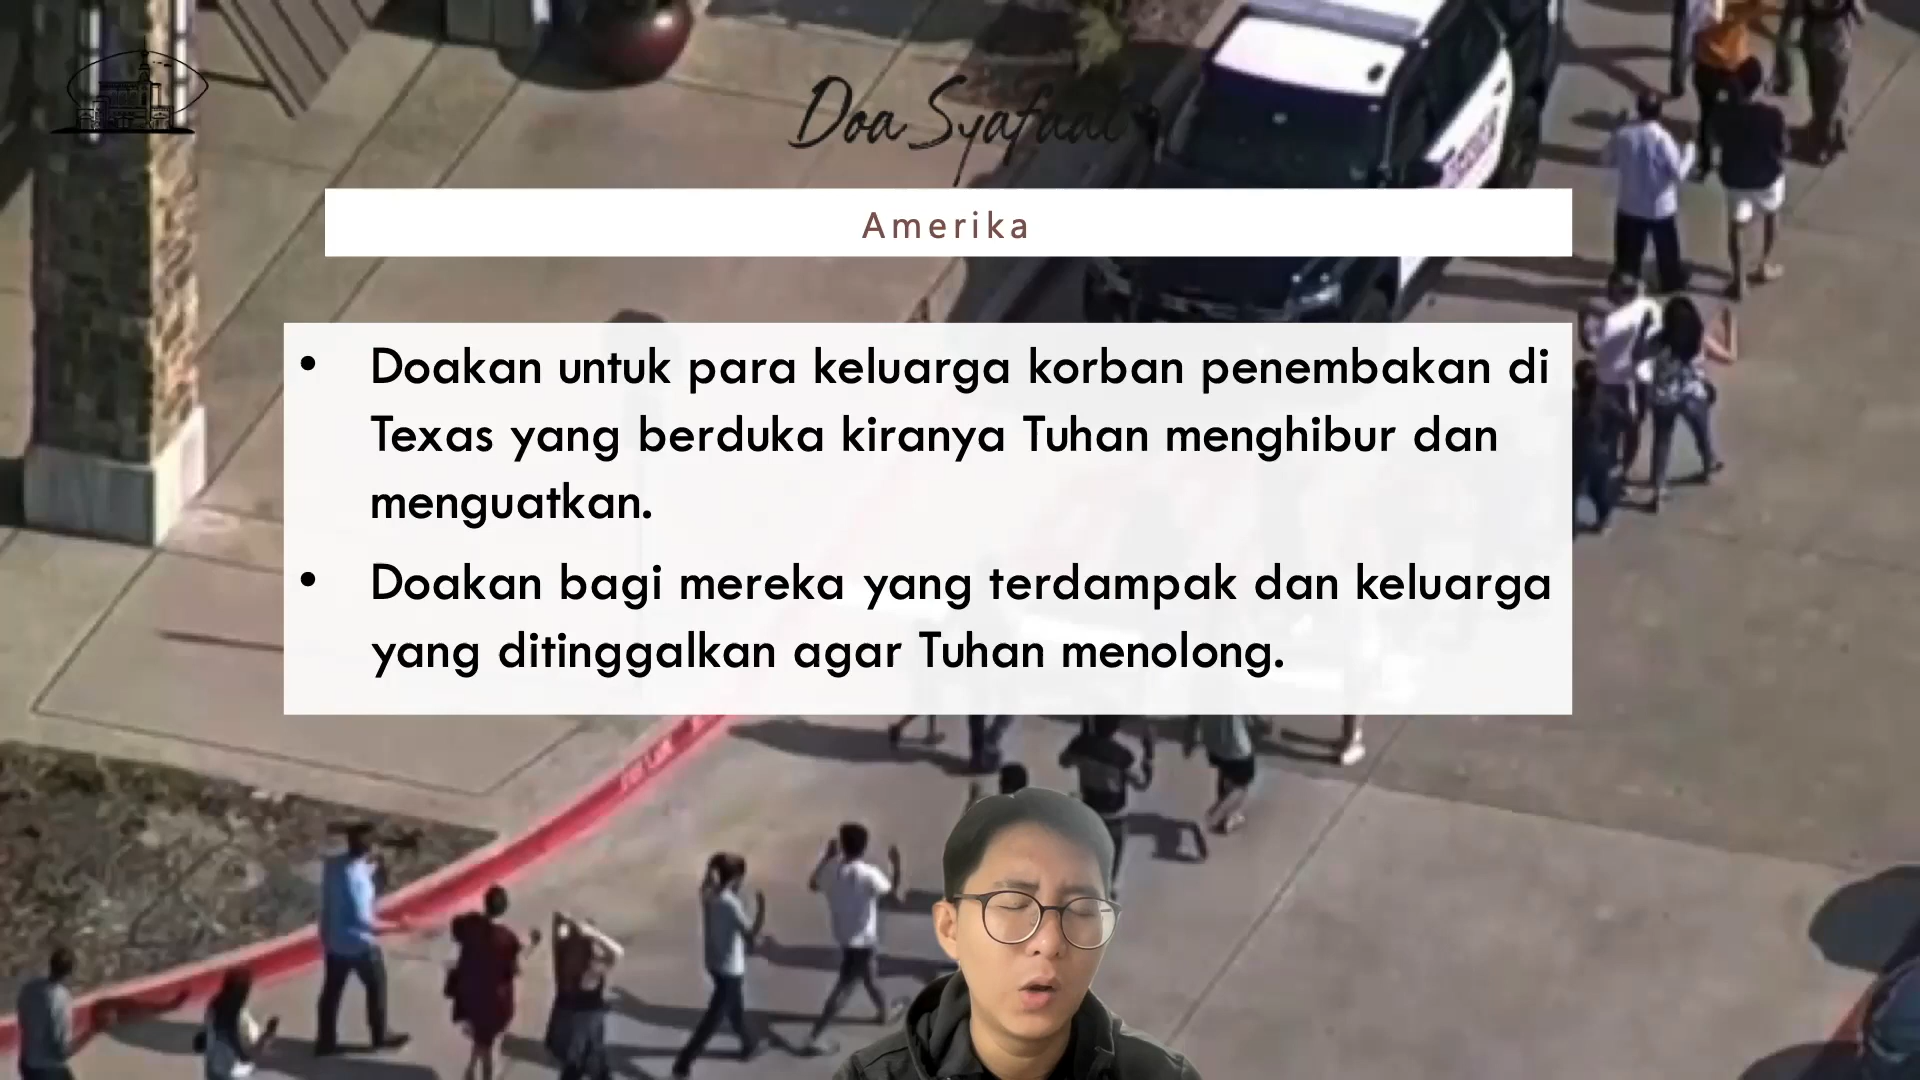 Doa Syafaat
Amerika
• Doakan untuk para keluarga korban penembakan di
Texas yang berduka kiranya Tuhan menghibur dan
menguatkan.
• Doakan bagi mereka yang terdampak dan keluarga
yang ditinggalkan agar Tuhan menolong.